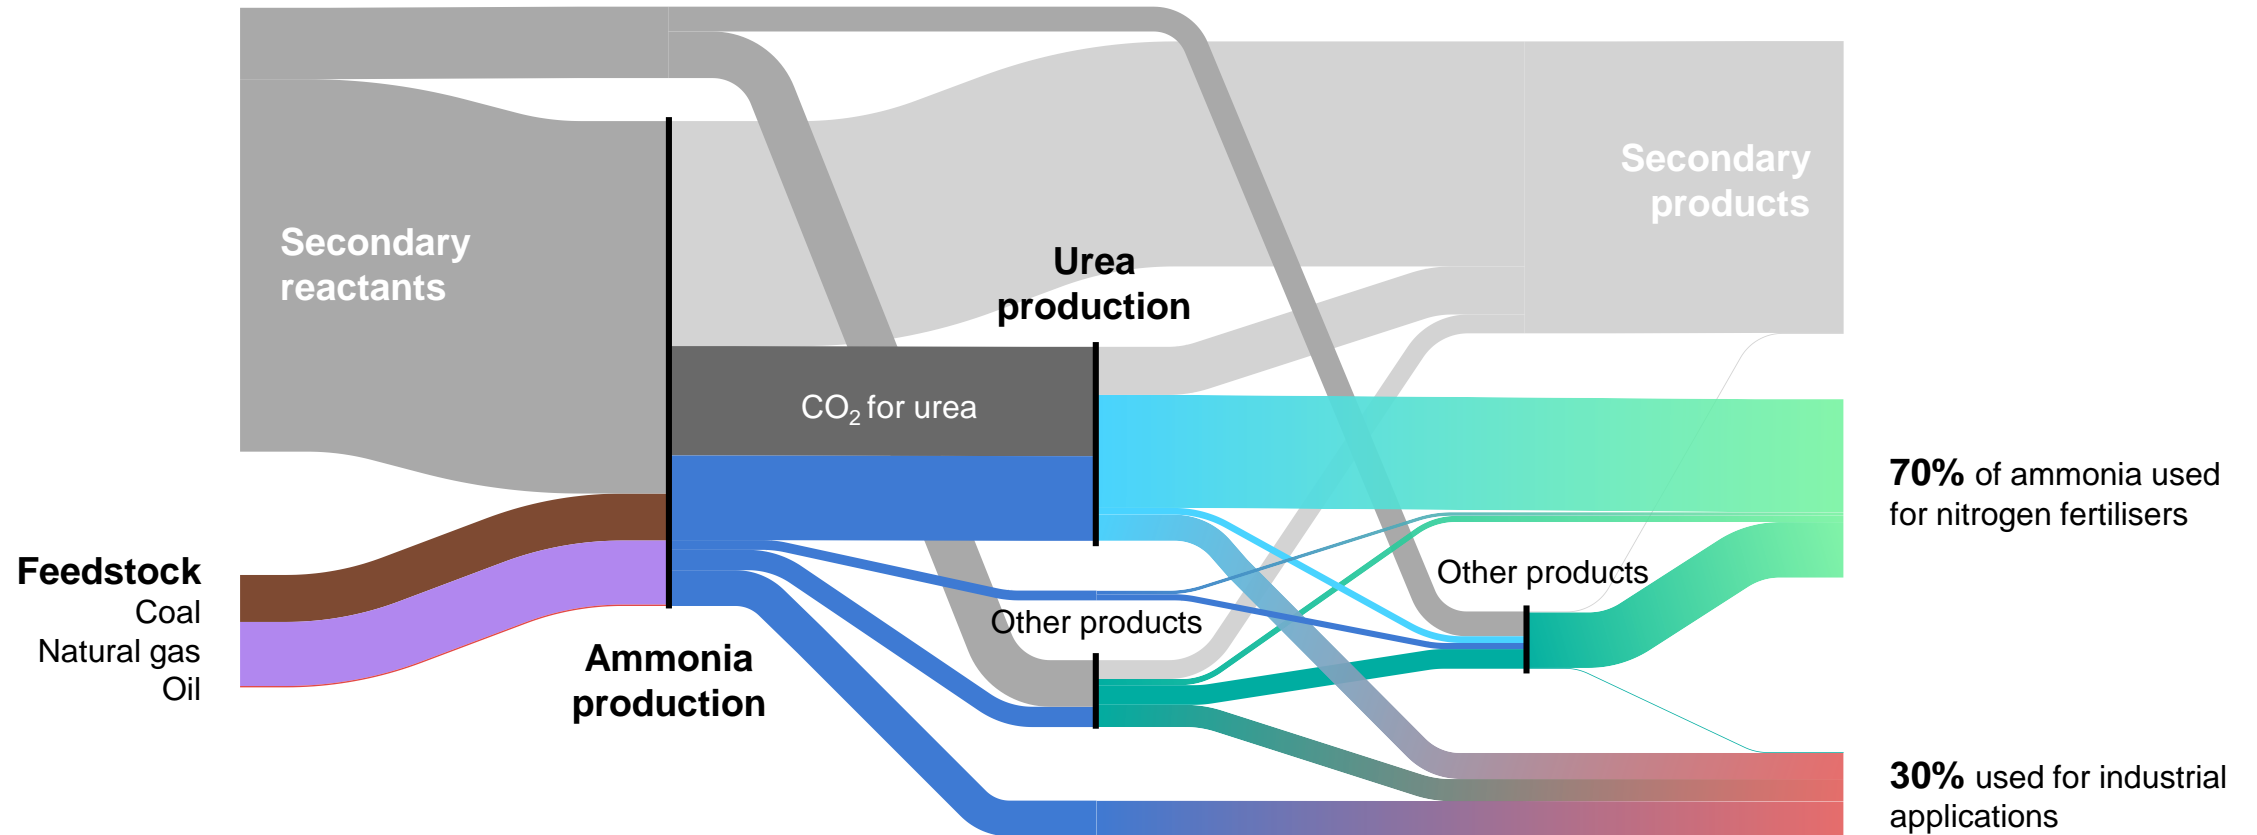 Secondary
reactants
Secondary
products
Urea
production
CO₂ for urea
70% of ammonia used
for nitrogen fertilisers
Feedstock
Coal
Natural gas
Oil
Other products
Other products
Ammonia
production
30% used for industrial
applications